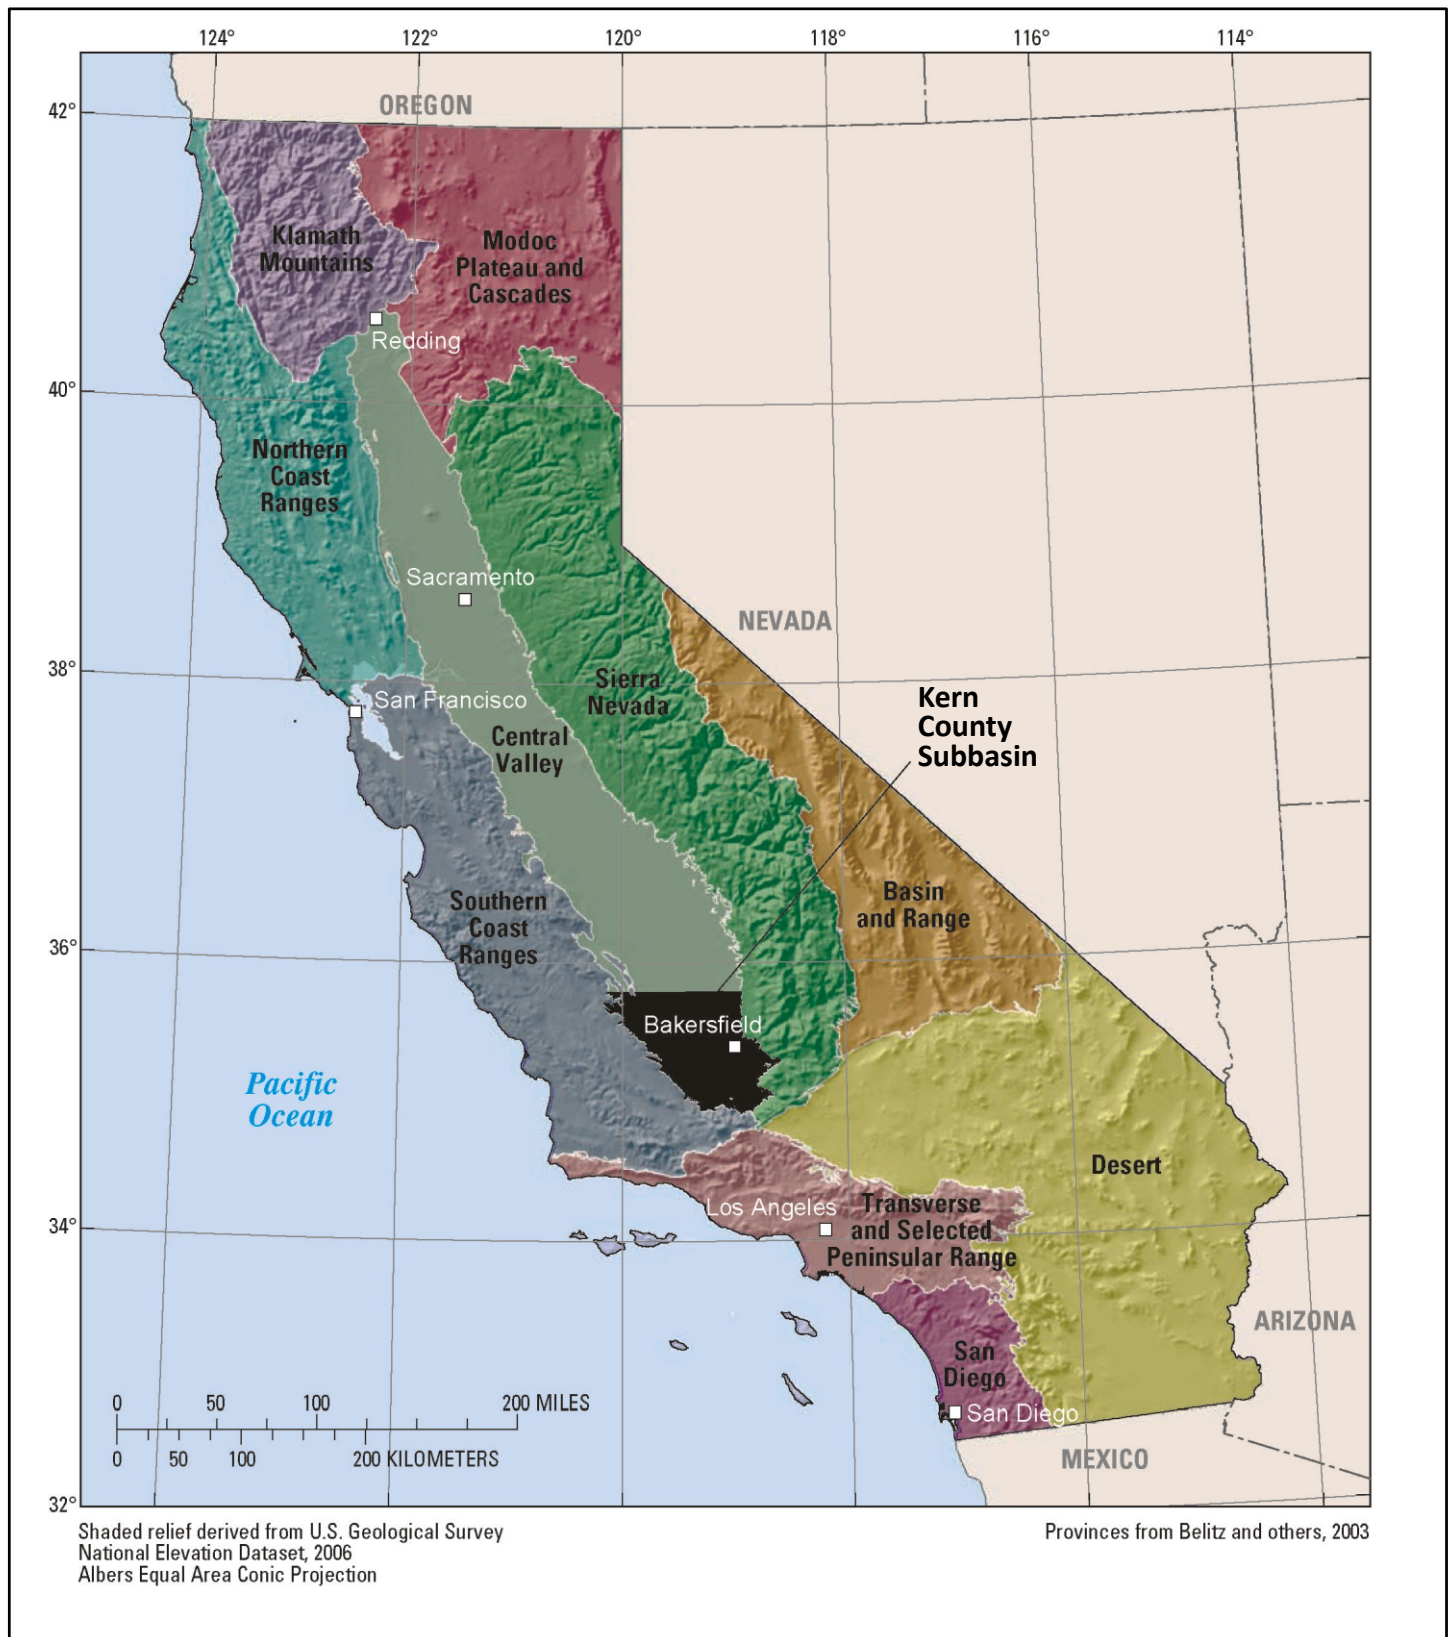 124°
122°
120°
118°
116°
114°
42°
OREGON
Klamath
Mountains
Modoc
Plateau and
Cascades
Redding
40°
Northern
Coast
Ranges
Sacramento
NEVADA
38°
Sierra
Nevada
San Francisco
Kern
County
Subbasin
Central
Valley
Basin
and Range
Southern
Coast
Ranges
36°
Bakersfield
Pacific
Ocean
Desert
Los Angeles
Transverse
and Selected
Peninsular Range
34°
ARIZONA
San
Diego
San Diego
MEXICO
0 50 100 200 MILES
0 50 100 200 KILOMETERS
32°
Shaded relief derived from U.S. Geological Survey
National Elevation Dataset, 2006
Albers Equal Area Conic Projection
Provinces from Belitz and others, 2003